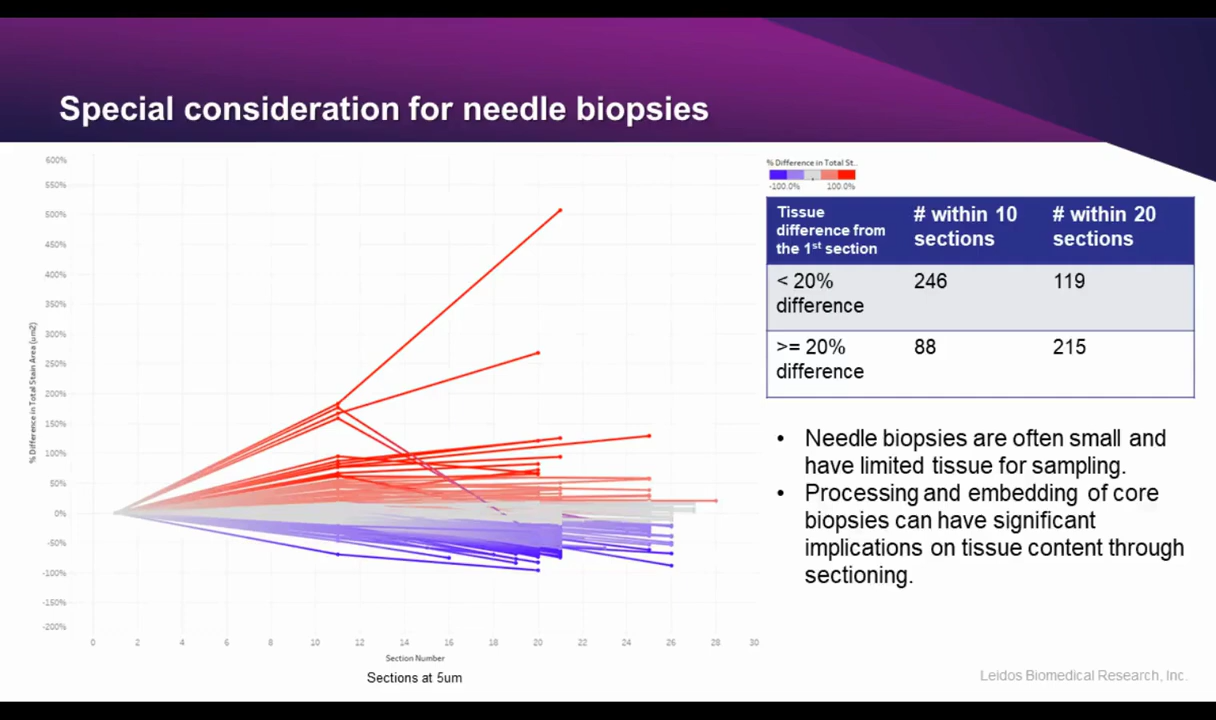 Special consideration for needle biopsies
600%
550%
500%
450%
400%
350%
300%
250%
200%
150%
100%
50%
0%
-50%
-100%
-150%
-200%
% Difference in Total Stain Area (um2)
0 2 4 6 8 10 12 14 16 18 20 22 24 26 28 30
Section Number
Sections at 5um
% Difference in Total St..
-100.0% 100.0%
Tissue
difference from
the 1st section
# within 10
sections
# within 20
sections
< 20%
difference
246
119
>= 20%
difference
88
215
• Needle biopsies are often small and
have limited tissue for sampling.
• Processing and embedding of core
biopsies can have significant
implications on tissue content through
sectioning.
Leidos Biomedical Research, Inc.